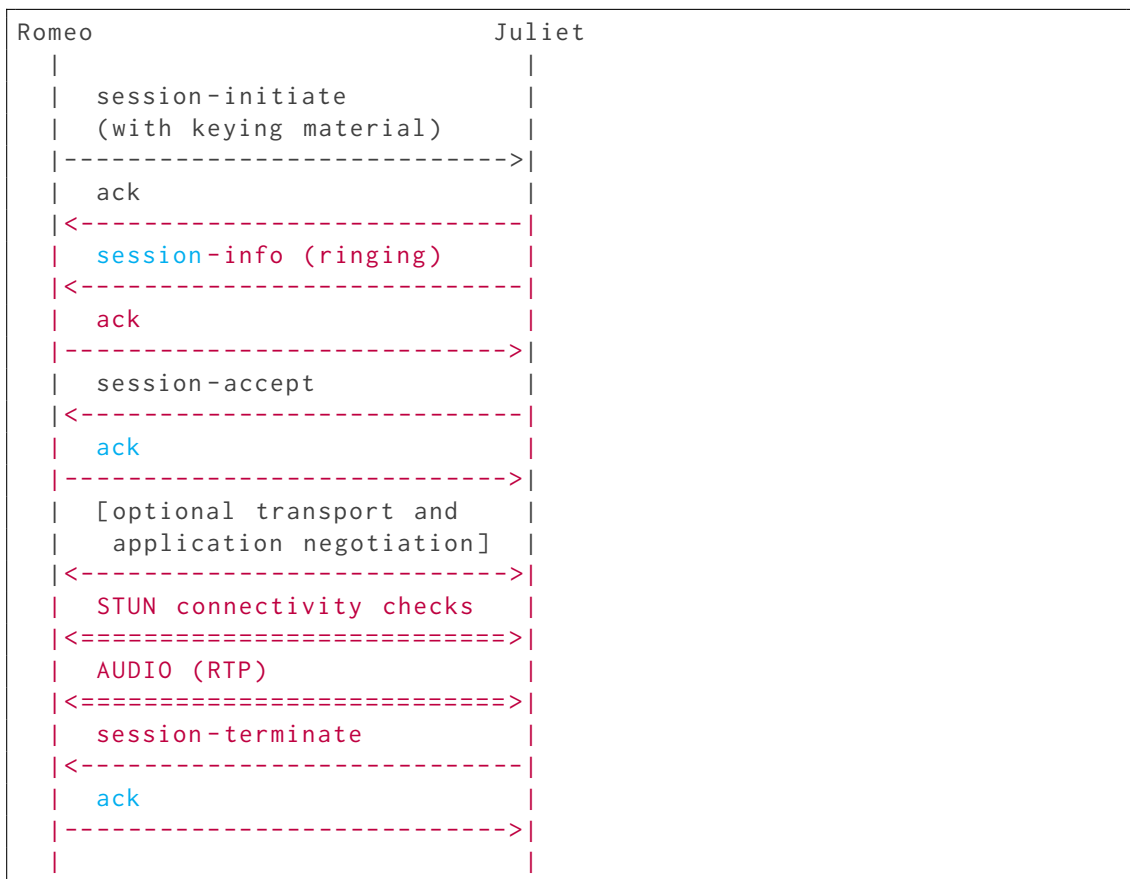 Romeo                         Juliet
  |                             |
  |  session-initiate           |
  |  (with keying material)     |
  |---------------------------->|
  |  ack                        |
  |<----------------------------|
  |  session-info (ringing)     |
  |<----------------------------|
  |  ack                        |
  |---------------------------->|
  |  session-accept             |
  |<----------------------------|
  |  ack                        |
  |---------------------------->|
  |  [optional transport and    |
  |   application negotiation]  |
  |<--------------------------->|
  |  STUN connectivity checks   |
  |<===========================>|
  |  AUDIO (RTP)                |
  |<===========================>|
  |  session-terminate          |
  |<----------------------------|
  |  ack                        |
  |---------------------------->|
  |                             |